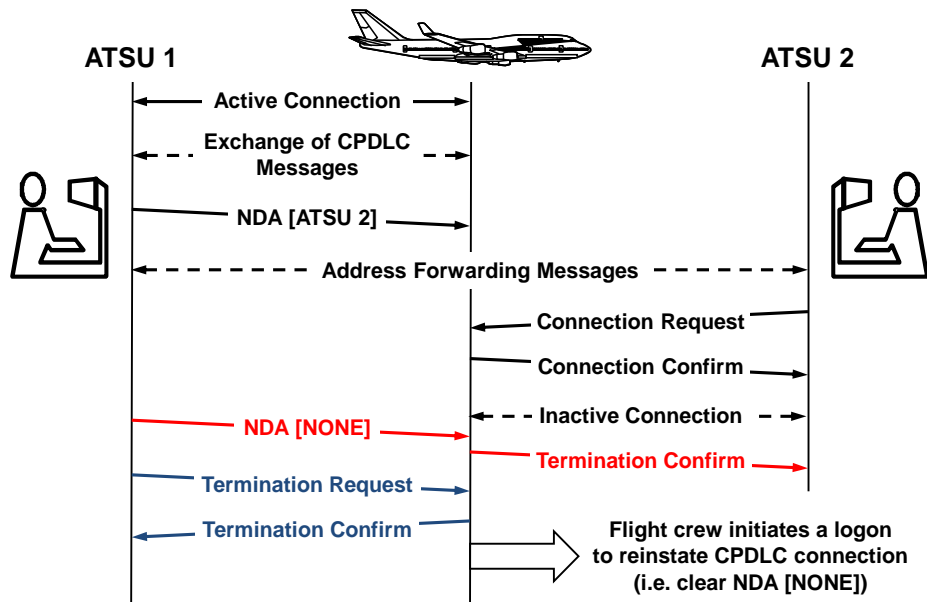 ATSU 1
ATSU 2
Active Connection
Exchange of CPDLC
Messages
NDA [ATSU 2]
Address Forwarding Messages
Connection Request
Connection Confirm
Inactive Connection
NDA [NONE]
Termination Confirm
Termination Request
Termination Confirm
Flight crew initiates a logon
to reinstate CPDLC connection
(i.e. clear NDA [NONE])